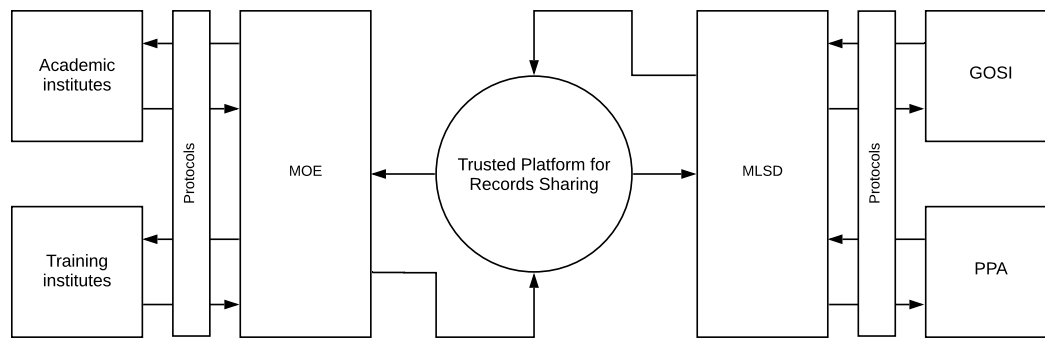 Academic
institutes
Training
institutes
Protocols
MOE
Trusted Platform for
Records Sharing
MLSD
Protocols
GOSI
PPA